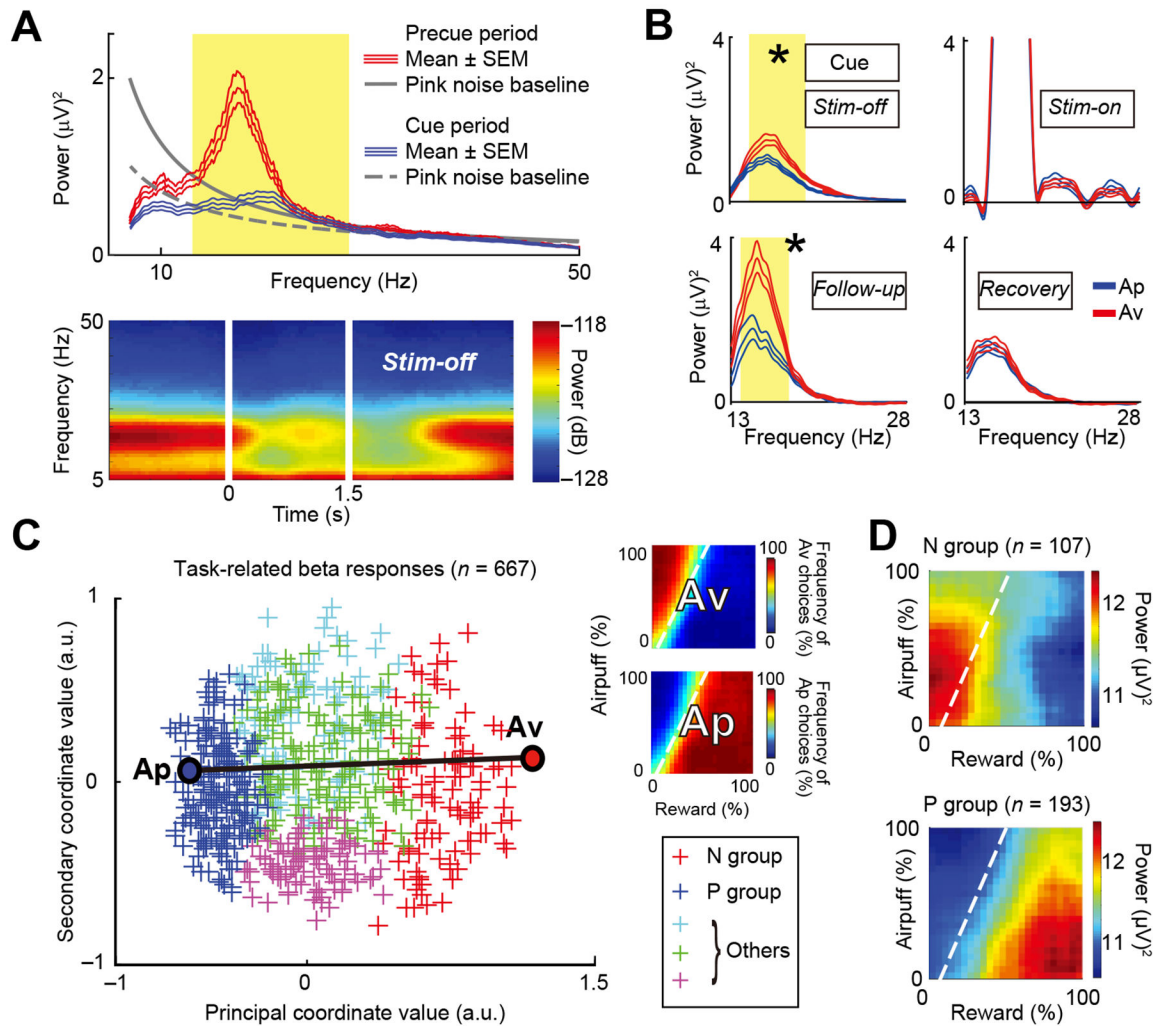 A
Power (μV)²
2
0
10
Frequency (Hz)
50
Precue period
Mean ± SEM
Pink noise baseline
Cue period
Mean ± SEM
Pink noise baseline
Frequency (Hz)
50
5
Stim-off
0
1.5
Time (s)
–118
–128
Power (dB)
B
Power (μV)²
4
0
*
Cue
Stim-off
4
0
Stim-on
Power (μV)²
4
0
*
Follow-up
13
28
Frequency (Hz)
4
0
Recovery
Ap
Av
13
28
Frequency (Hz)
C
Task-related beta responses (n = 667)
Secondary coordinate value (a.u.)
1
0
−1
Ap
Av
−1
0
1.5
Principal coordinate value (a.u.)
Airpuff (%)
100
0
Av
100
0
Frequency of
Av choices (%)
100
0
Ap
100
0
Frequency of
Ap choices (%)
0
100
Reward (%)
N group
P group
Others
D
N group (n = 107)
Airpuff (%)
100
0
0
100
Reward (%)
12
11
Power (μV)²
P group (n = 193)
Airpuff (%)
100
0
0
100
Reward (%)
12
11
Power (μV)²